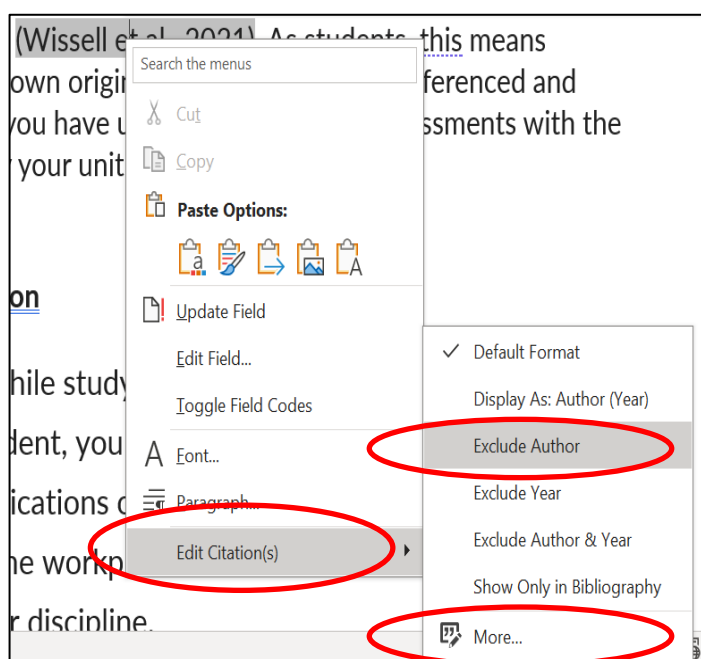 (Wissell et al., 2021). As students, this means
own origi ferenced and
you have u ssments with the
your unit
Search the menus
Cut
Copy
Paste Options:
on
Update Field
Edit Field...
Toggle Field Codes
Font...
Paragraph...
Edit Citation(s)
hile study
dent, you
ications o
he workp
r discipline.
Default Format
Display As: Author (Year)
Exclude Author
Exclude Year
Exclude Author & Year
Show Only in Bibliography
More...